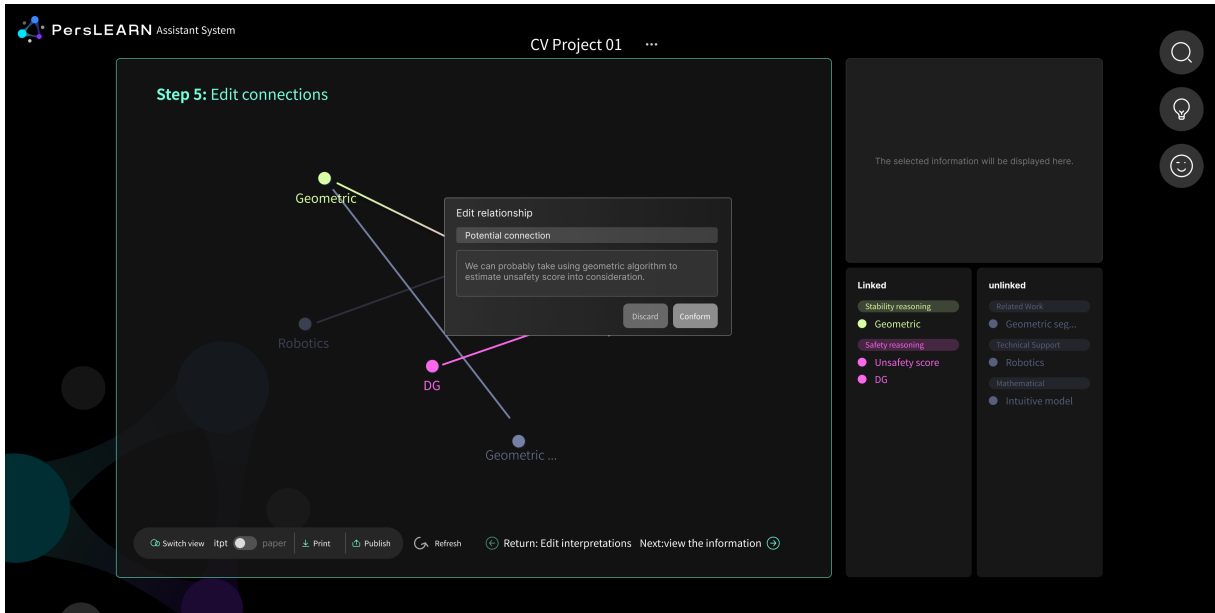 PersLEARN Assistant System
CV Project 01 ...
Step 5: Edit connections
Geometric
Robotics
DG
Geometric ...
Edit relationship
Potential connection
We can probably take using geometric algorithm to
estimate unsafety score into consideration.
Discard
Conform
Switch view
itpt
paper
Print
Publish
Refresh
Return: Edit interpretations
Next:view the information
The selected information will be displayed here.
Linked
Stability reasoning
Geometric
Safety reasoning
Unsafety score
DG
unlinked
Related Work
Geometric seg...
Technical Support
Robotics
Mathematical
Intuitive model